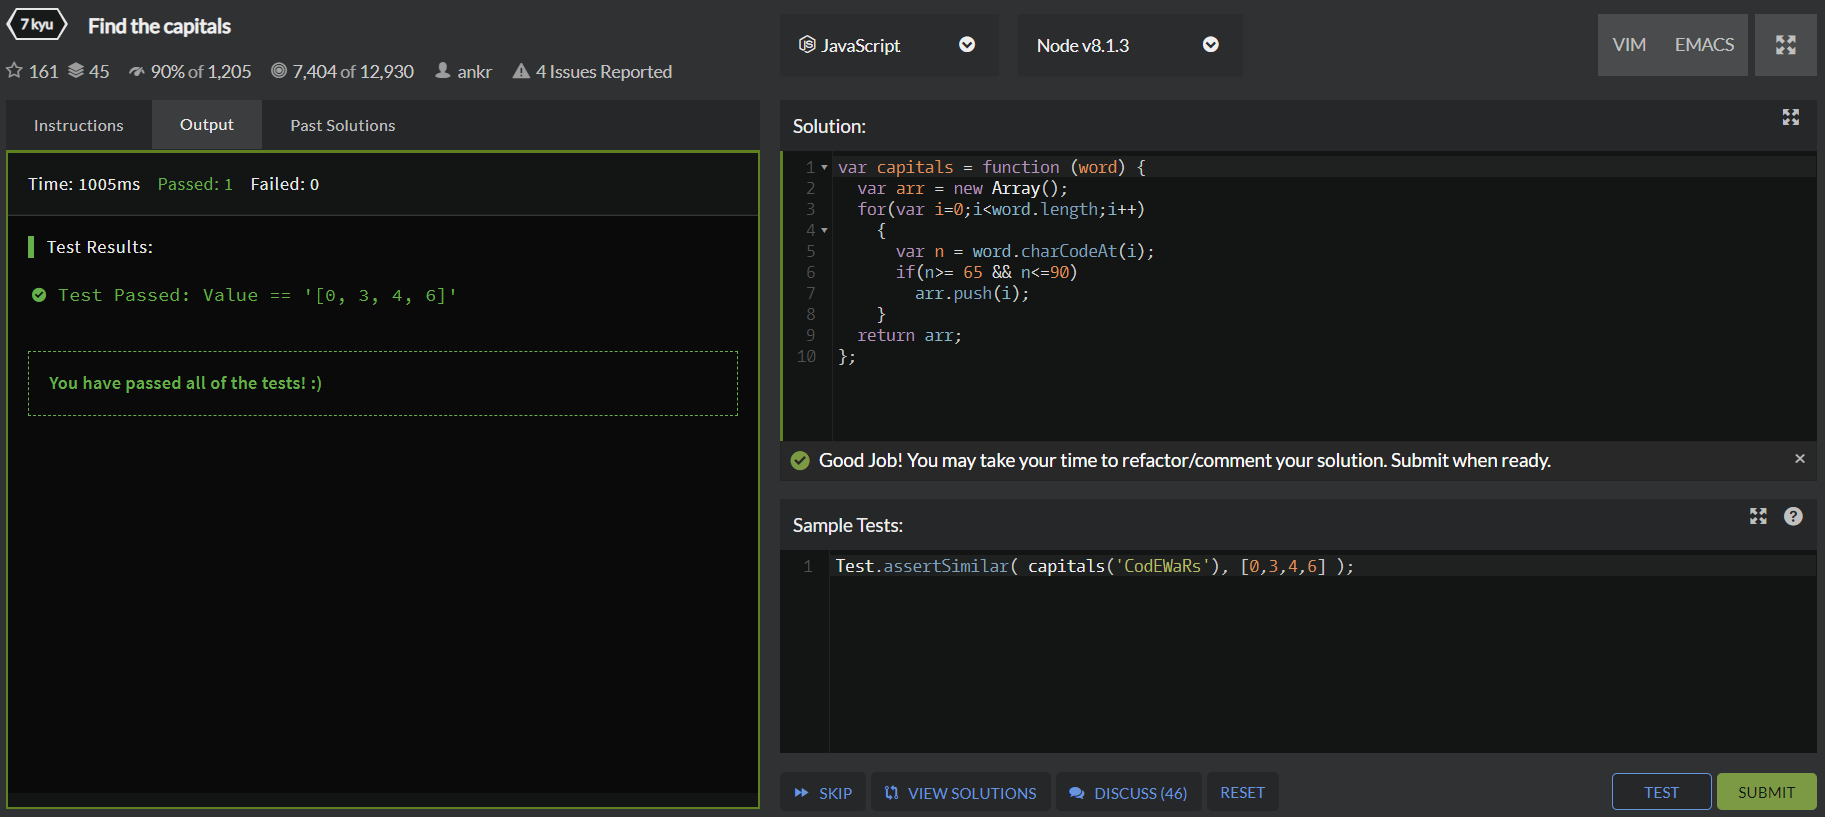 7 kyu Find the capitals
161 45 90% of 1,205 7,404 of 12,930 ankr 4 Issues Reported
JavaScript
Node v8.1.3
VIM EMACS
Instructions Output Past Solutions
Time: 1005ms Passed: 1 Failed: 0
Test Results:
Test Passed: Value == '[0, 3, 4, 6]'
You have passed all of the tests! :)
Solution:
1 var capitals = function (word) {
2 var arr = new Array();
3 for(var i=0;i<word.length;i++)
4 {
5 var n = word.charCodeAt(i);
6 if(n>= 65 && n<=90)
7 arr.push(i);
8 }
9 return arr;
10 };
Good Job! You may take your time to refactor/comment your solution. Submit when ready. ×
Sample Tests: ?
1 Test.assertSimilar( capitals('CodEWaRs'), [0,3,4,6] );
SKIP VIEW SOLUTIONS DISCUSS (46) RESET TEST SUBMIT